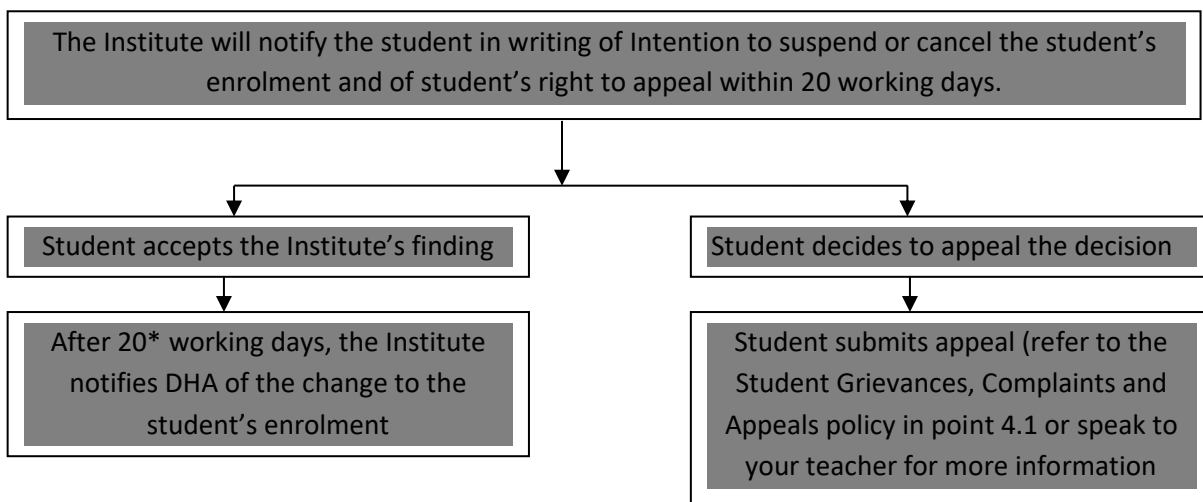 The Institute will notify the student in writing of Intention to suspend or cancel the student’s
enrolment and of student’s right to appeal within 20 working days.
Student accepts the Institute’s finding
Student decides to appeal the decision
After 20* working days, the Institute
notifies DHA of the change to the
student’s enrolment
Student submits appeal (refer to the
Student Grievances, Complaints and
Appeals policy in point 4.1 or speak to
your teacher for more information